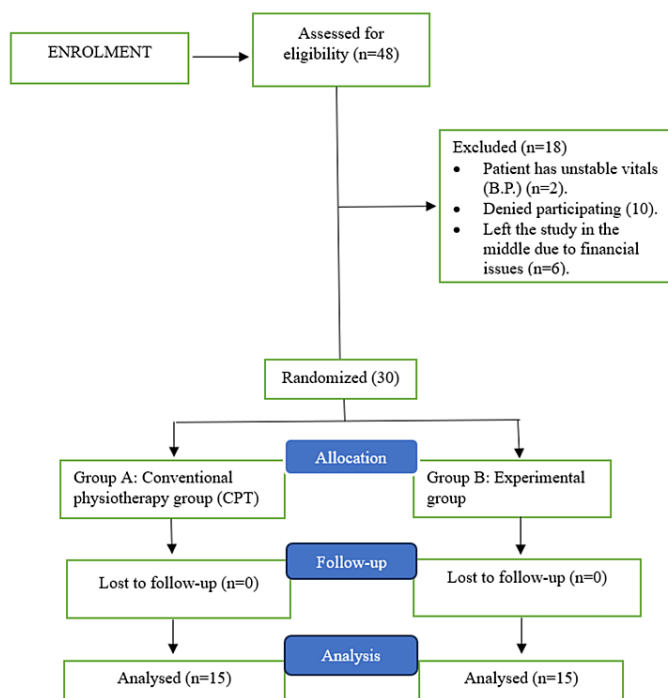 ENROLMENT
Assessed for
eligibility (n=48)
Excluded (n=18)
• Patient has unstable vitals
(B.P.) (n=2).
• Denied participating (10).
• Left the study in the
middle due to financial
issues (n=6).
Randomized (30)
Allocation
Group A: Conventional
physiotherapy group (CPT)
Group B: Experimental
group
Follow-up
Lost to follow-up (n=0)
Lost to follow-up (n=0)
Analysis
Analysed (n=15)
Analysed (n=15)